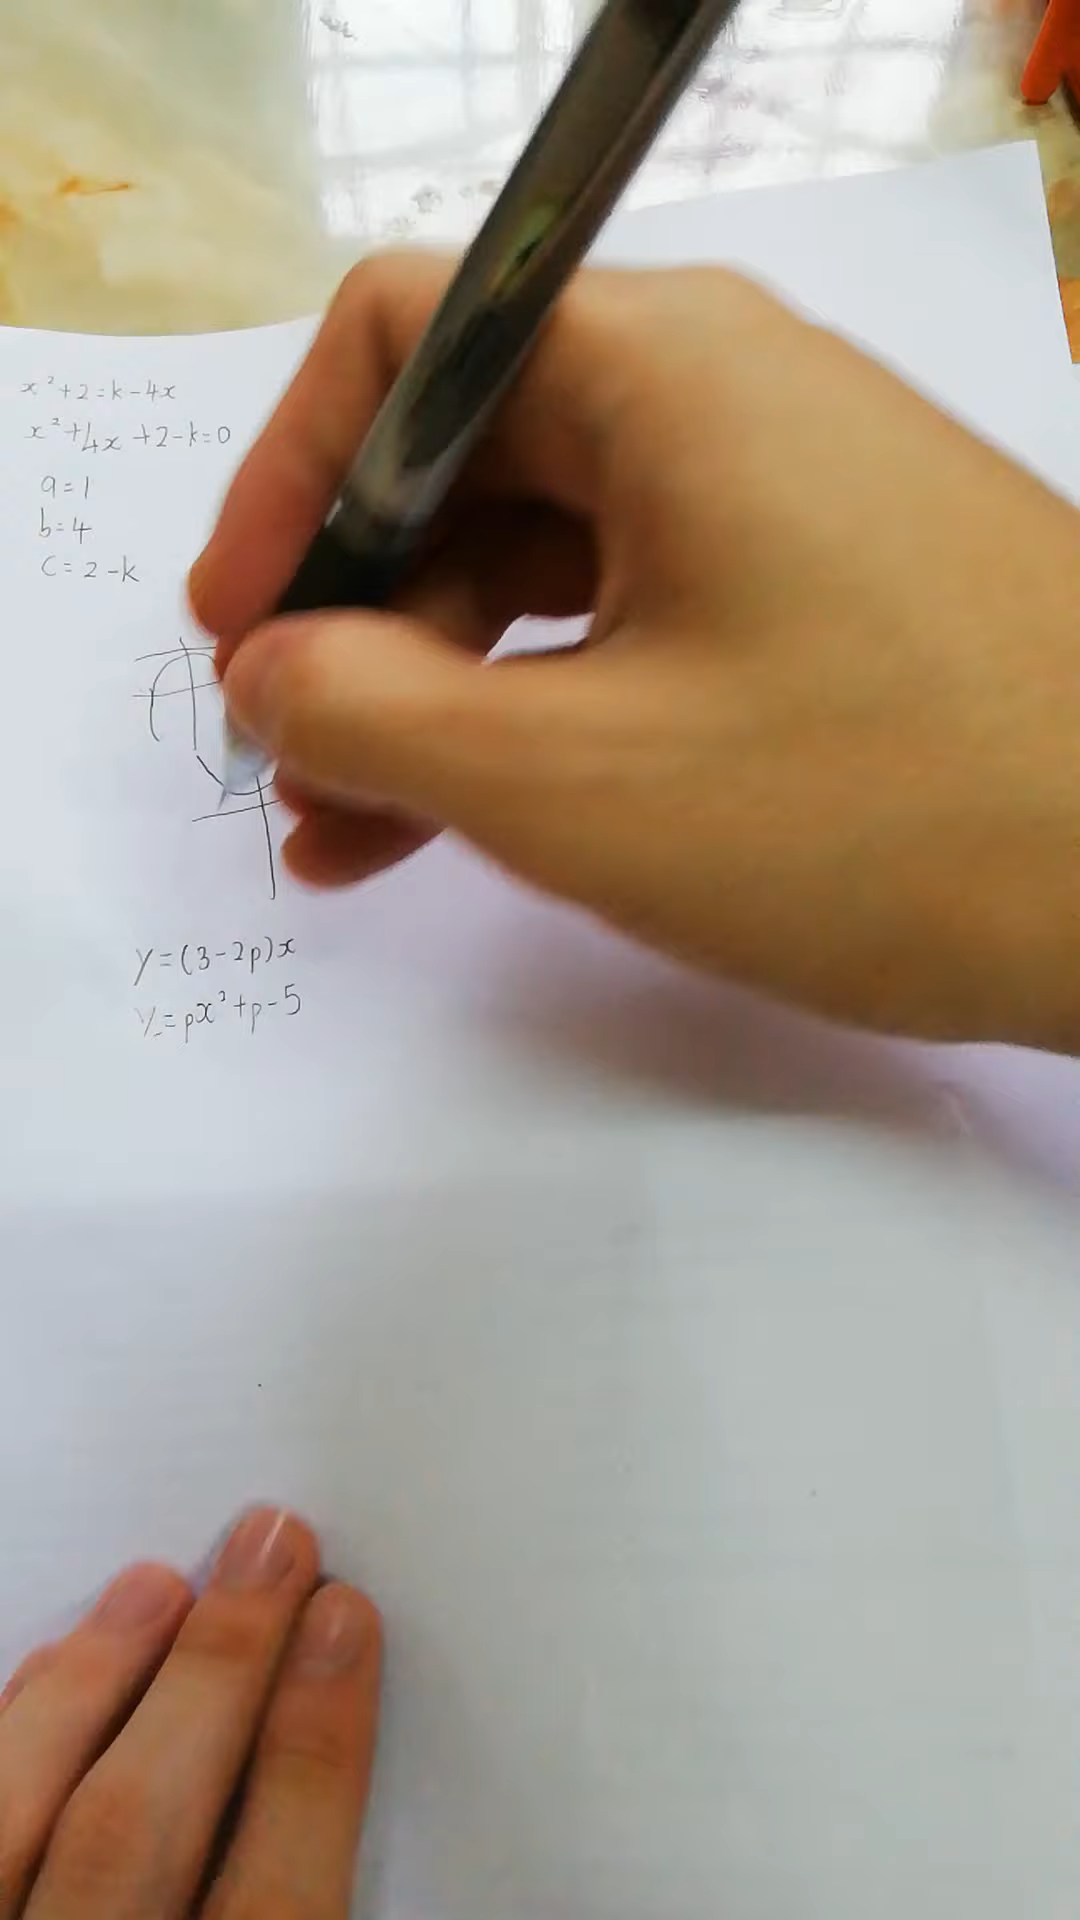 x²+2=k-4x
x²+4x+2-k=0
a=1
b=4
c=2-k
y=(3-2p)x
y=px²+p-5